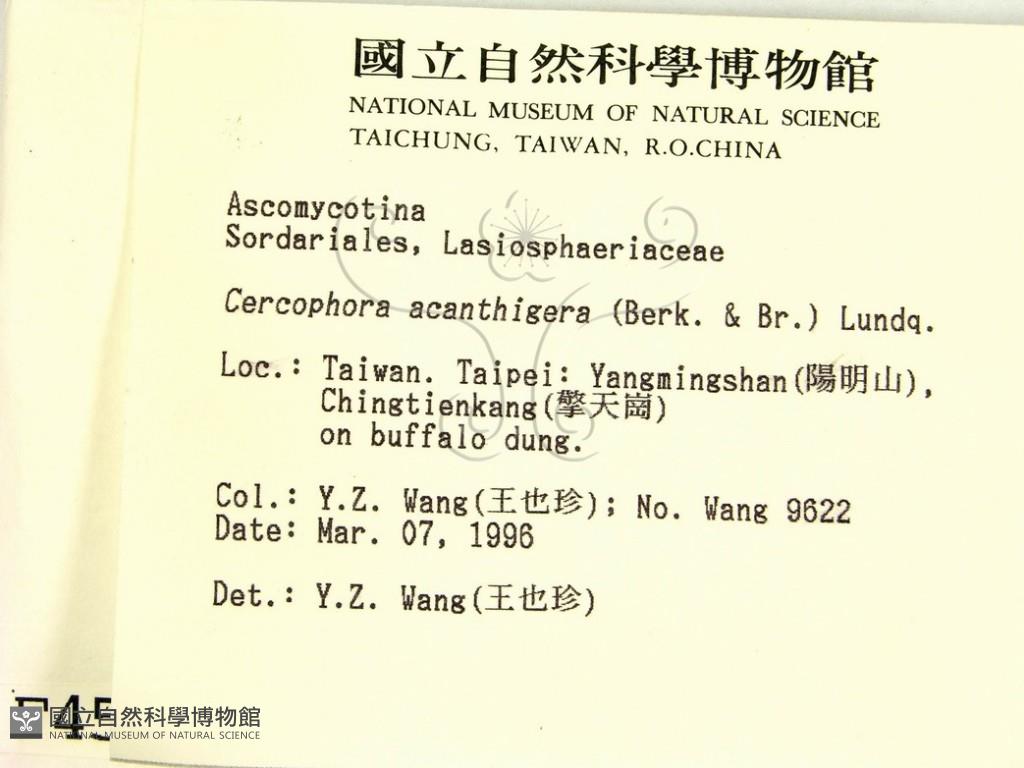 國立自然科學博物館
NATIONAL MUSEUM OF NATURAL SCIENCE
TAICHUNG, TAIWAN, R.O.CHINA
Ascomycotina
Sordariales, Lasiosphaeriaceae
Cercophora acanthigera (Berk. & Br.) Lundq.
Loc.: Taiwan. Taipei: Yangmingshan(陽明山),
Chingtienkang(擎天崗)
on buffalo dung.
Col.: Y.Z. Wang(王也珍); No. Wang 9622
Date: Mar. 07, 1996
Det.: Y.Z. Wang(王也珍)
國立自然科學博物館
NATIONAL MUSEUM OF NATURAL SCIENCE